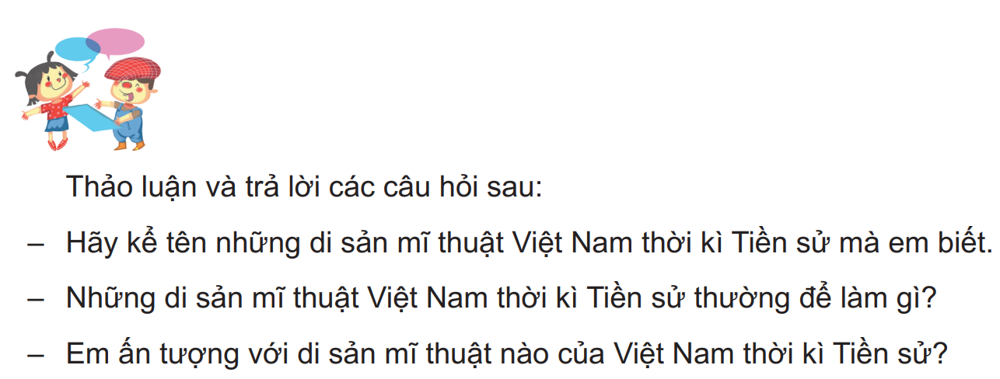 Thảo luận và trả lời các câu hỏi sau:
– Hãy kể tên những di sản mĩ thuật Việt Nam thời kì Tiền sử mà em biết.
– Những di sản mĩ thuật Việt Nam thời kì Tiền sử thường để làm gì?
– Em ấn tượng với di sản mĩ thuật nào của Việt Nam thời kì Tiền sử?